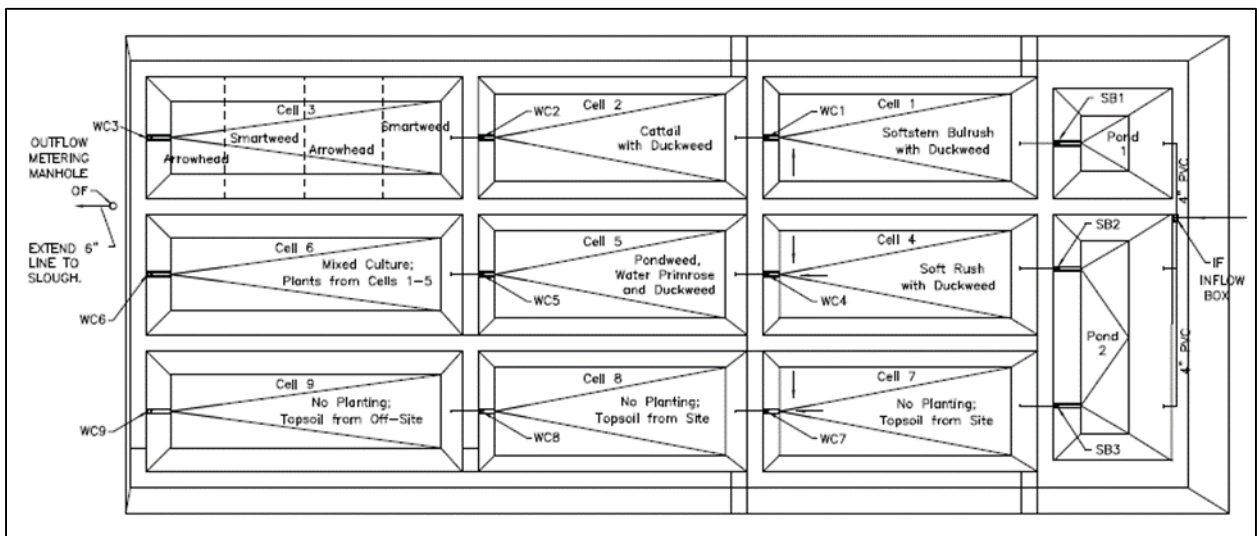 Cell 3
Smartweed
Smartweed
Arrowhead
Arrowhead
WC3
OUTFLOW
METERING
MANHOLE
OF
EXTEND 6"
LINE TO
SLOUGH.
Cell 2
WC2
Cattail
with Duckweed
Cell 1
WC1
Softstem Bulrush
with Duckweed
SB1
Pond
1
4" PVC
Cell 6
Mixed Culture;
Plants from Cells 1-5
WC6
Cell 5
Pondweed,
Water Primrose
and Duckweed
WC5
Cell 4
Soft Rush
with Duckweed
WC4
SB2
IF
INFLOW
BOX
Pond
2
4" PVC
Cell 9
No Planting;
Topsoil from Off-Site
WC9
Cell 8
No Planting;
Topsoil from Site
WC8
Cell 7
No Planting;
Topsoil from Site
WC7
SB3